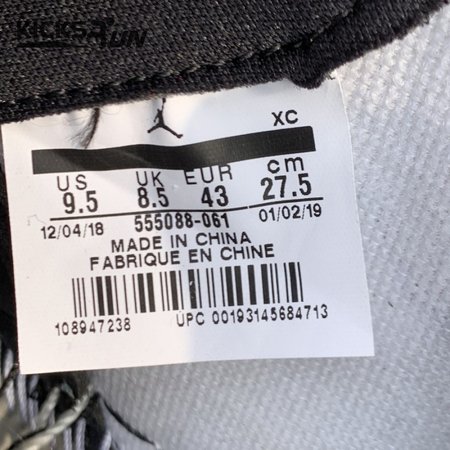 KICKSRUN
XC
US UK EUR cm
9.5 8.5 43 27.5
12/04/18 555088-061 01/02/19
MADE IN CHINA
FABRIQUE EN CHINE
108947238 UPC 00193145684713